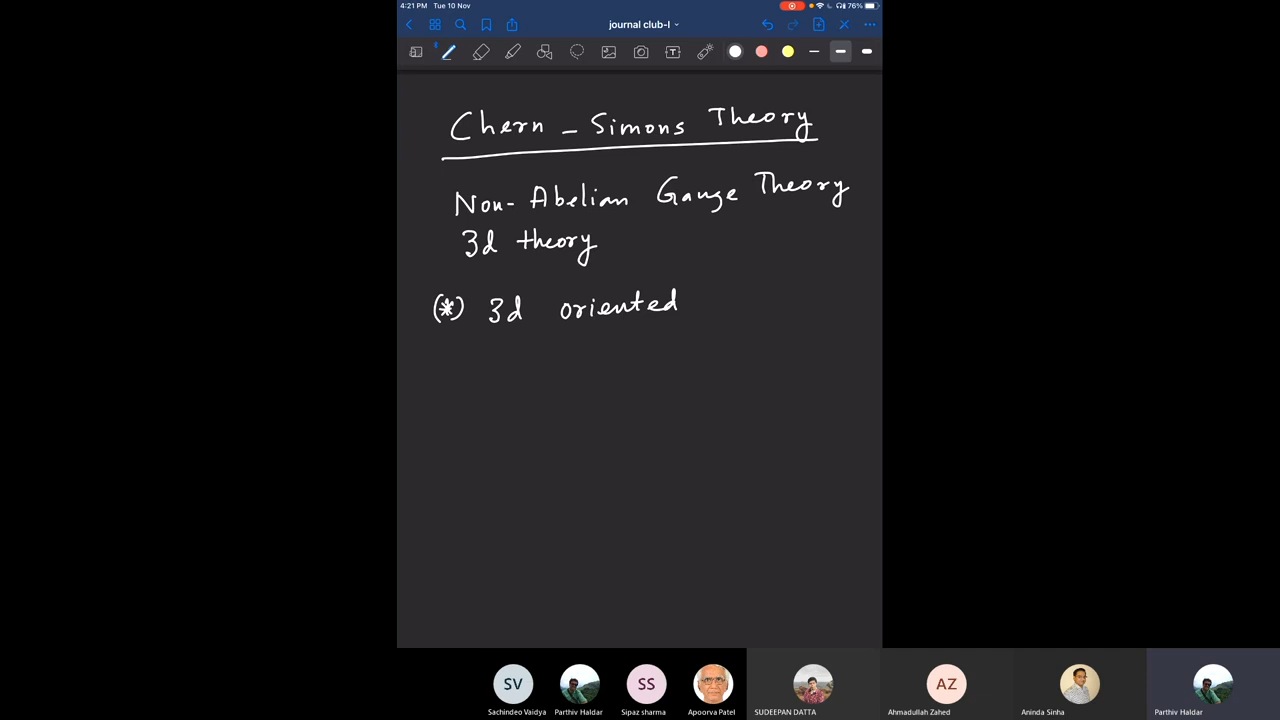 4:21 PM Tue 10 Nov
76%
journal club-I
Chern - Simons Theory
Non-Abelian Gauge Theory
3d theory
(*) 3d oriented
SV
SS
AZ
Sachindeo Vaidya
Parthiv Haldar
Sipaz sharma
Apoorva Patel
SUDEEPAN DATTA
Ahmadullah Zahed
Aninda Sinha
Parthiv Haldar